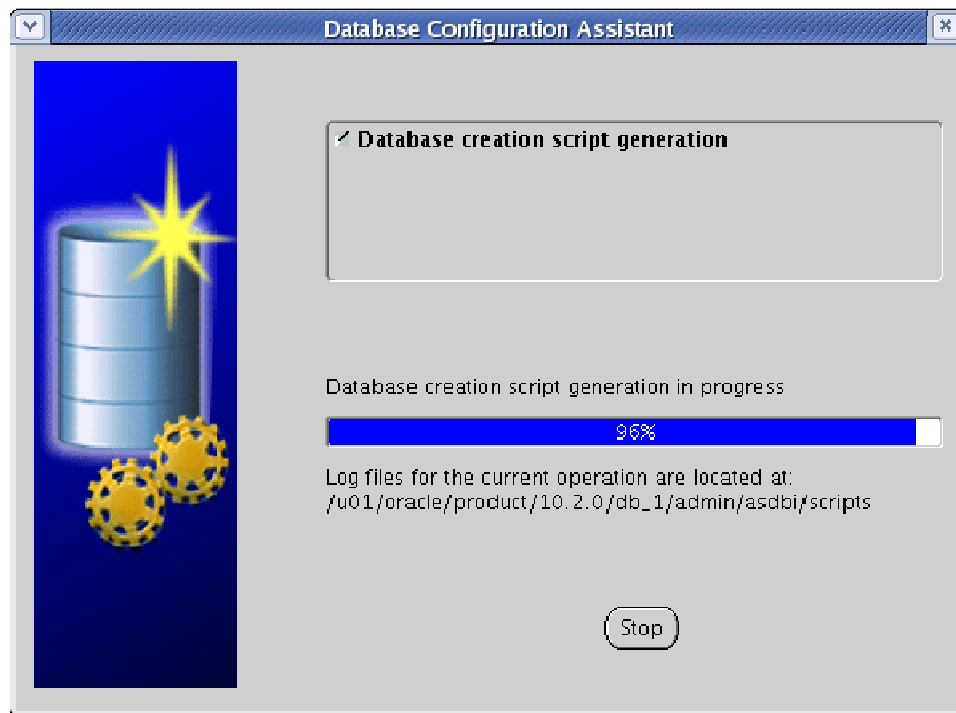 Database Configuration Assistant
Database creation script generation
Database creation script generation in progress
96%
Log files for the current operation are located at:
/u01/oracle/product/10.2.0/db_1/admin/asdbi/scripts
Stop